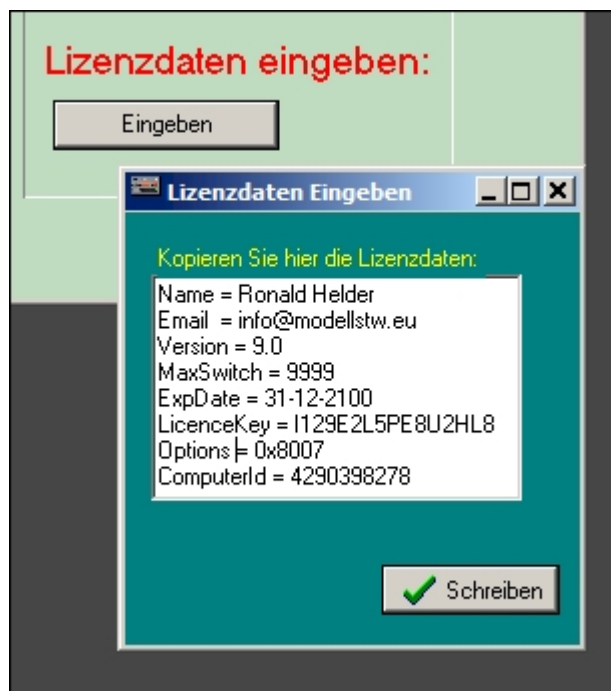 Lizenzdaten eingeben:
Eingeben
Lizenzdaten Eingeben
Kopieren Sie hier die Lizenzdaten:
Name = Ronald Helder
Email = info@modellstw.eu
Version = 9.0
MaxSwitch = 9999
ExpDate = 31-12-2100
LicenceKey = I129E2L5PE8U2HL8
Options = 0x8007
ComputerId = 4290398278
Schreiben